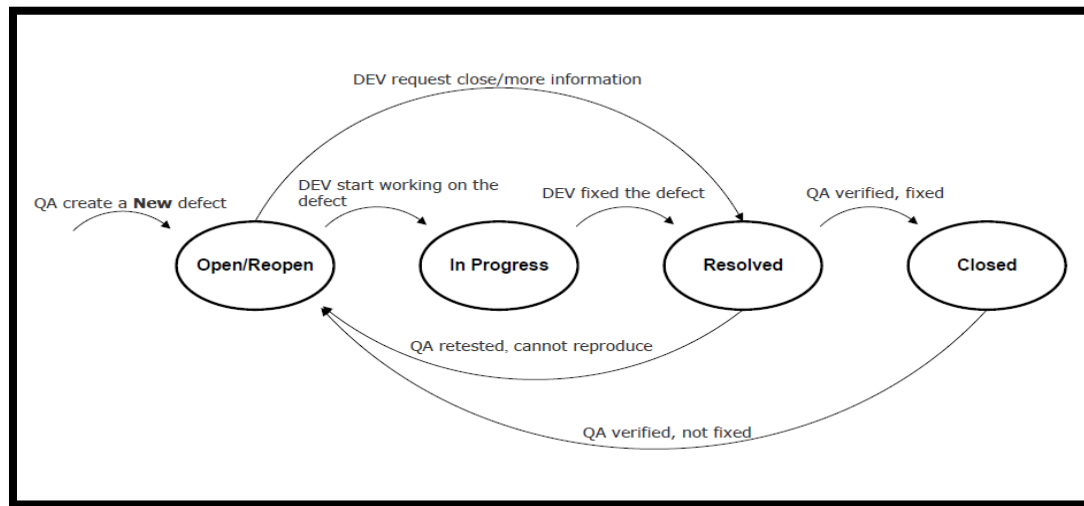 DEV request close/more information
QA create a New defect
DEV start working on the
defect
DEV fixed the defect
QA verified, fixed
Open/Reopen
In Progress
Resolved
Closed
QA retested, cannot reproduce
QA verified, not fixed